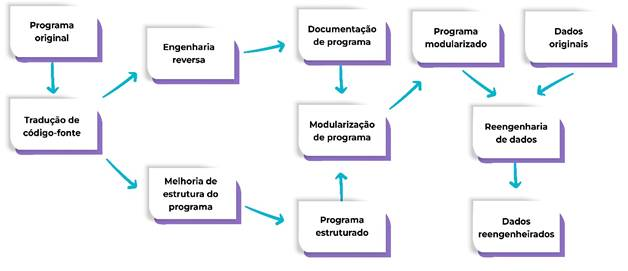 Programa
original
Engenharia
reversa
Documentação
de programa
Programa
modularizado
Dados
originais
Tradução de
código-fonte
Modularização
de programa
Reengenharia
de dados
Melhoria de
estrutura do
programa
Programa
estruturado
Dados
reengenheirados